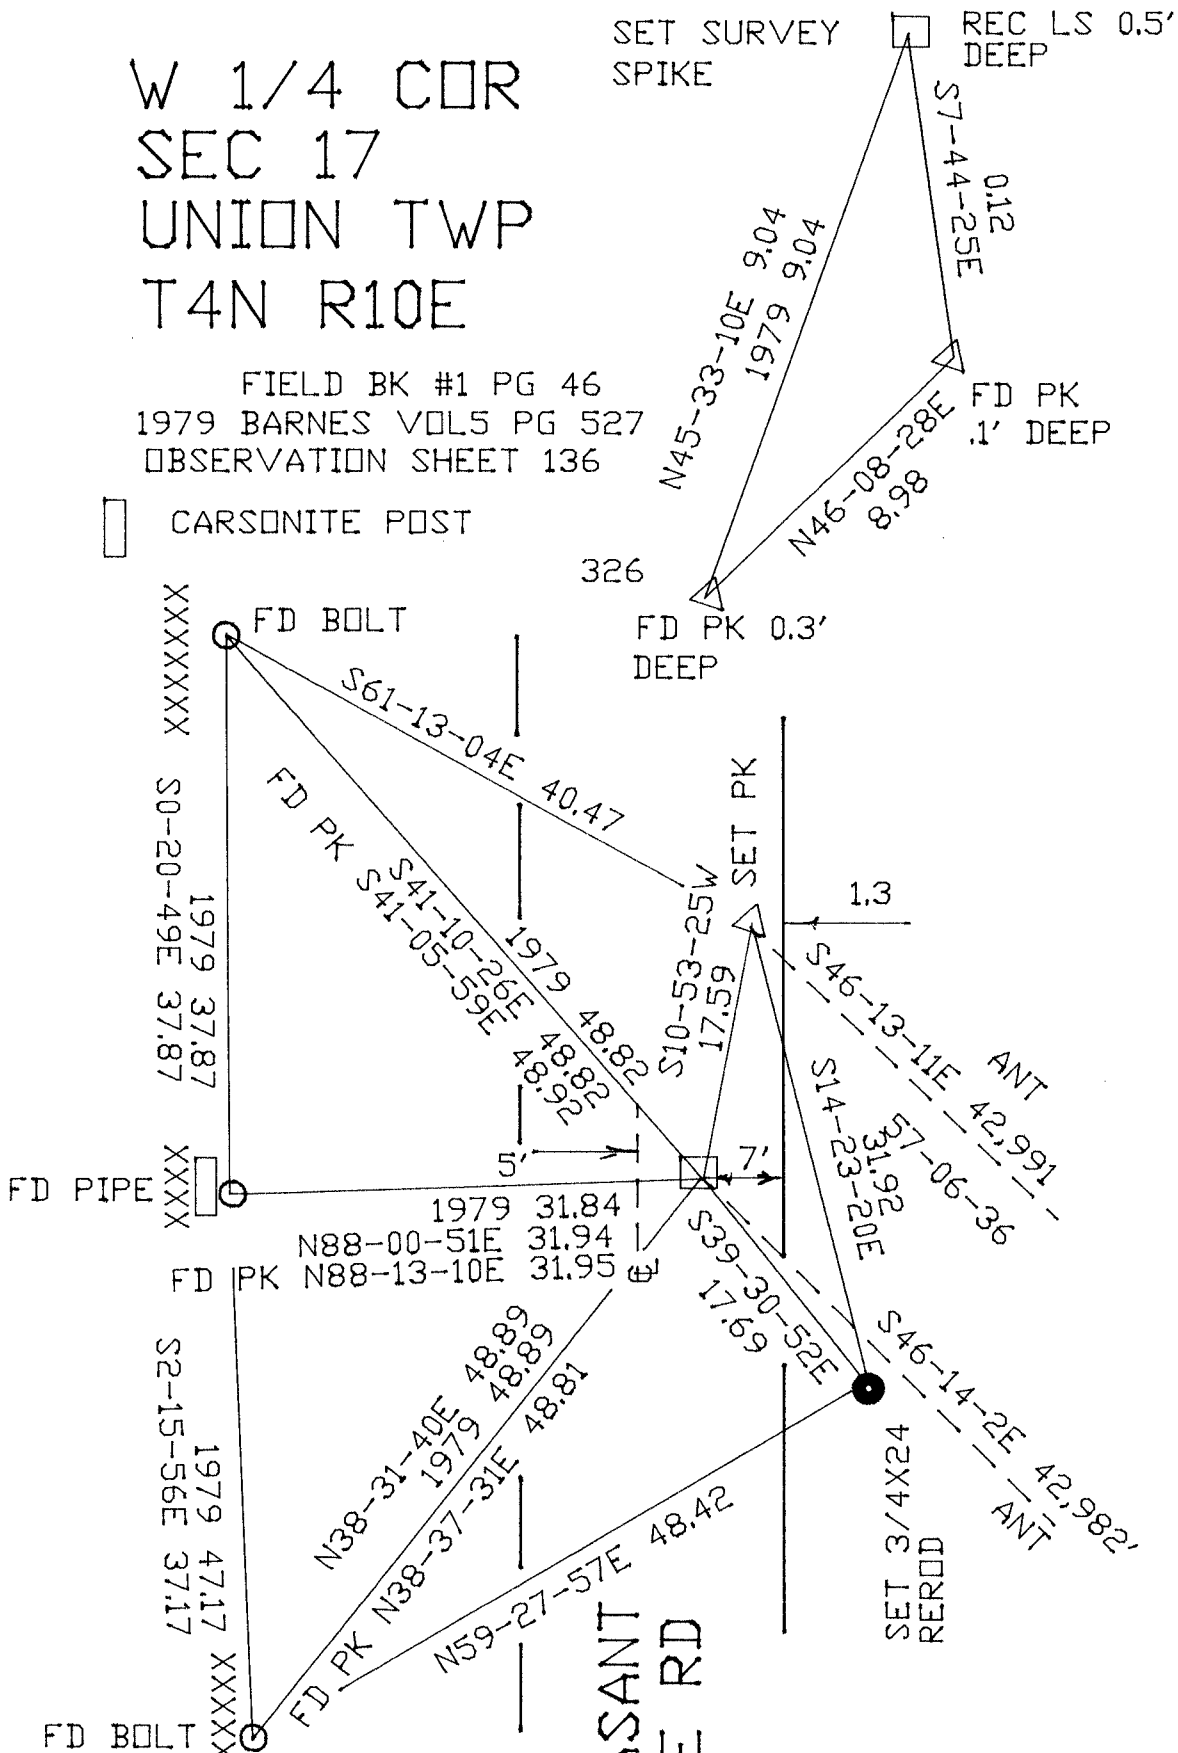 W 1/4 COR
SEC 17
UNION TWP
T4N R10E
FIELD BK #1 PG 46
1979 BARNES VOL5 PG 527
OBSERVATION SHEET 136
CARSONITE POST
SET SURVEY
SPIKE
REC LS 0.5'
DEEP
S7-44-25E
0.12
N45-33-10E 9.04
1979 9.04
FD PK
.1' DEEP
N46-08-28E
8.98
326
FD PK 0.3'
DEEP
XXXXXXX
FD BOLT
S61-13-04E 40.47
FD PK S41-05-59E 48.92
S41-10-26E 48.82
1979 48.82
S0-20-49E 37.87
1979 37.87
SET PK
1.3
S10-53-25W
17.59
S46-13-11E 42,991
ANT
57-06-36
S14-23-20E
31.92
XXXX
FD PIPE
5'
7'
1979 31.84
N88-00-51E 31.94
FD PK N88-13-10E 31.95
CL
S39-30-52E
17.69
S46-14-2E 42,982'
ANT
S2-15-56E 37.17
1979 47.17
N38-31-40E 48.89
1979 48.89
FD PK N38-37-31E 48.81
N59-27-57E 48.42
SET 3/4X24
REROD
XXXXX
FD BOLT
SANT
E RD